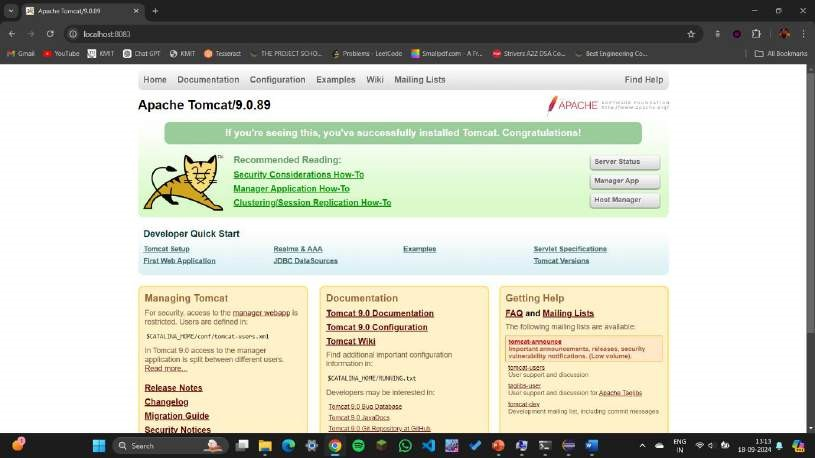 Apache Tomcat/9.0.89
localhost:8083
Gmail YouTube KMIT Chat GPT KMIT Tesseract THE PROJECT SCHO... Problems - LeetCode Smallpdf.com - A Fr... Strivers A2Z DSA Co... Best Engineering Co... All Bookmarks
Home Documentation Configuration Examples Wiki Mailing Lists Find Help
Apache Tomcat/9.0.89
APACHE SOFTWARE FOUNDATION
http://www.apache.org/
If you're seeing this, you've successfully installed Tomcat. Congratulations!
TM
Recommended Reading:
Security Considerations How-To
Manager Application How-To
Clustering/Session Replication How-To
Server Status
Manager App
Host Manager
Developer Quick Start
Tomcat Setup Realms & AAA Examples Servlet Specifications
First Web Application JDBC DataSources Tomcat Versions
Managing Tomcat
For security, access to the manager webapp is
restricted. Users are defined in:
$CATALINA_HOME/conf/tomcat-users.xml
In Tomcat 9.0 access to the manager
application is split between different users.
Read more...
Release Notes
Changelog
Migration Guide
Security Notices
Documentation
Tomcat 9.0 Documentation
Tomcat 9.0 Configuration
Tomcat Wiki
Find additional important configuration
information in:
$CATALINA_HOME/RUNNING.txt
Developers may be interested in:
Tomcat 9.0 Bug Database
Tomcat 9.0 JavaDocs
Tomcat 9.0 Git Repository at GitHub
Getting Help
FAQ and Mailing Lists
The following mailing lists are available:
tomcat-announce
Important announcements, releases, security
vulnerability notifications. (Low volume).
tomcat-users
User support and discussion
taglibs-user
User support and discussion for Apache Taglibs
tomcat-dev
Development mailing list, including commit messages
Search
ENG
IN
13:13
18-09-2024